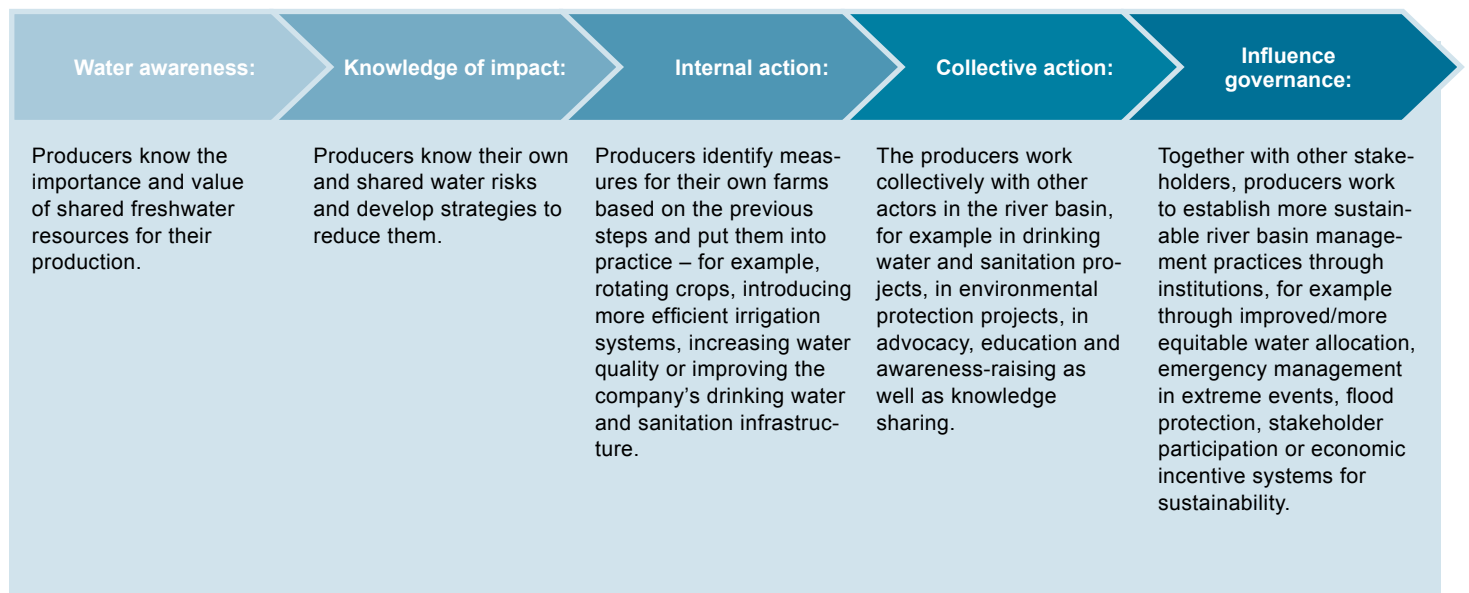 Water awareness:
Producers know the
importance and value
of shared freshwater
resources for their
production.
Knowledge of impact:
Producers know their own
and shared water risks
and develop strategies to
reduce them.
Internal action:
Producers identify meas-
ures for their own farms
based on the previous
steps and put them into
practice – for example,
rotating crops, introducing
more efficient irrigation
systems, increasing water
quality or improving the
company’s drinking water
and sanitation infrastruc-
ture.
Collective action:
The producers work
collectively with other
actors in the river basin,
for example in drinking
water and sanitation pro-
jects, in environmental
protection projects, in
advocacy, education and
awareness-raising as
well as knowledge
sharing.
Influence
governance:
Together with other stake-
holders, producers work
to establish more sustain-
able river basin manage-
ment practices through
institutions, for example
through improved/more
equitable water allocation,
emergency management
in extreme events, flood
protection, stakeholder
participation or economic
incentive systems for
sustainability.